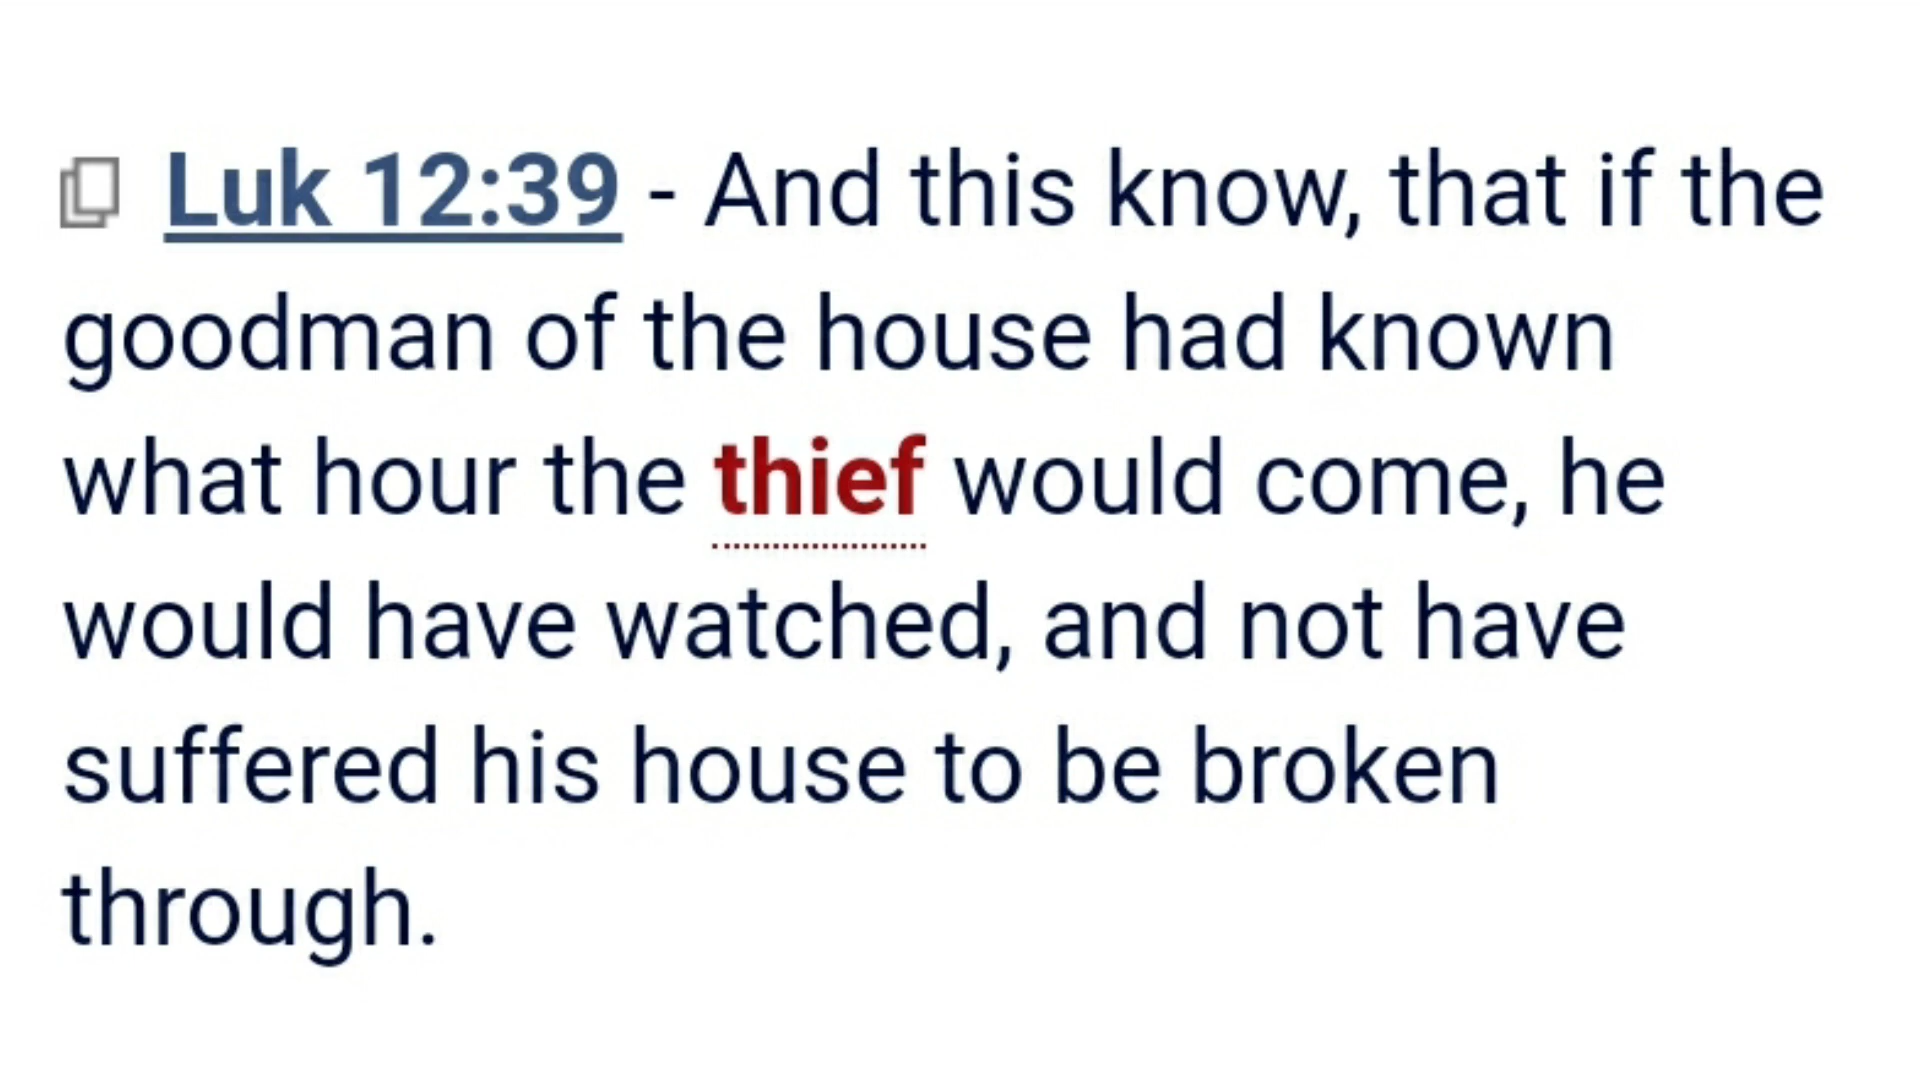 Luk 12:39 - And this know, that if the
goodman of the house had known
what hour the thief would come, he
would have watched, and not have
suffered his house to be broken
through.